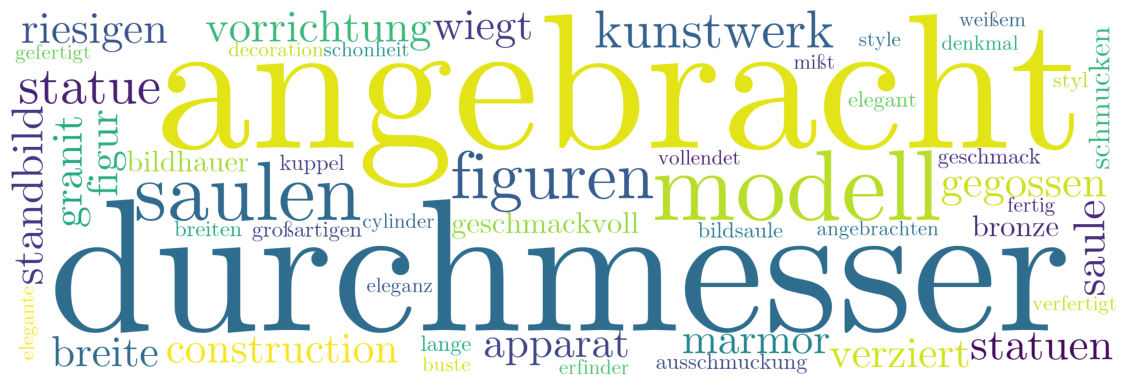 riesigen
vorrichtung
wiegt
kunstwerk
style
weißem
gefertigt
decoration
schonheit
mißt
denkmal
statue
angebracht
elegant
styl
schmucken
standbild
granit
figur
bildhauer
kuppel
figuren
vollendet
geschmack
saulen
modell
gegossen
fertig
breiten
großartigen
cylinder
geschmackvoll
bildsaule
angebrachten
bronze
saule
durchmesser
eleganz
elegante
verfertigt
breite
construction
lange
apparat
marmor
verziert
statuen
buste
erfinder
ausschmuckung